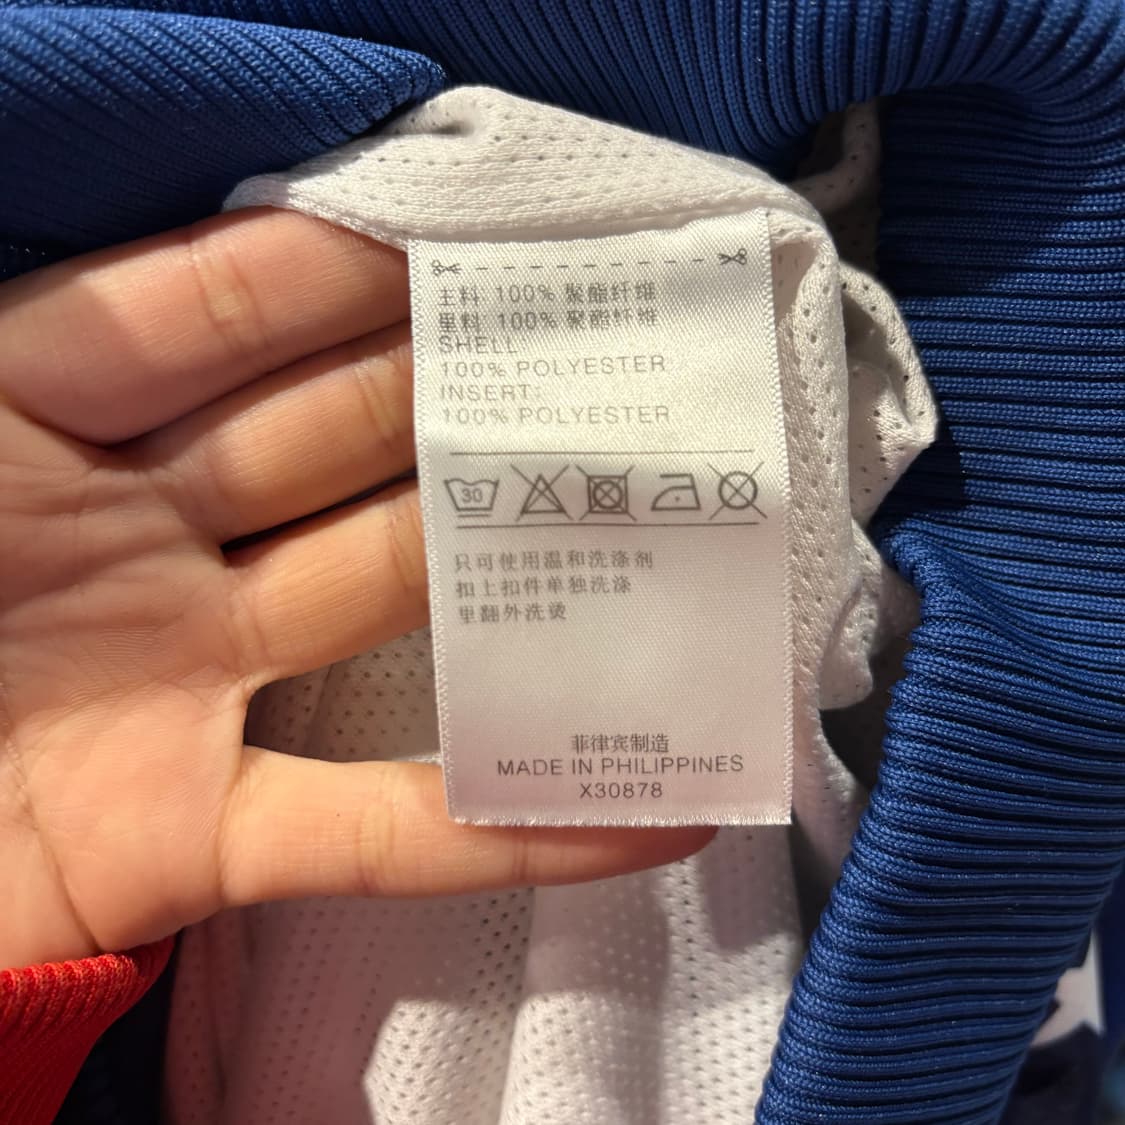 主料: 100% 聚酯纤维
里料: 100% 聚酯纤维
SHELL:
100% POLYESTER
INSERT:
100% POLYESTER
30
只可使用温和洗涤剂
扣上扣件单独洗涤
里翻外洗烫
菲律宾制造
MADE IN PHILIPPINES
X30878